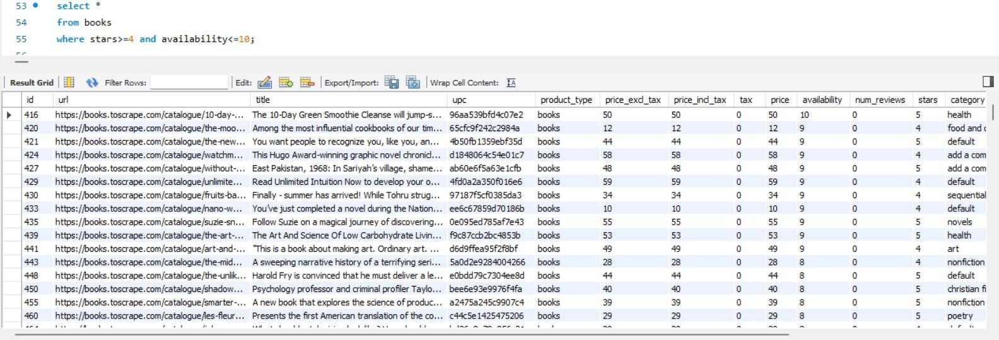 53 select *
54 from books
55 where stars>=4 and availability<=10;
Result Grid Filter Rows: Edit: Export/Import: Wrap Cell Content:
id url title upc product_type price_excl_tax price_incl_tax tax price availability num_reviews stars category
416 https://books.toscrape.com/catalogue/10-day-... The 10-Day Green Smoothie Cleanse will jump-s... 96aa539bfd4c07e2 books 50 50 0 50 10 0 5 health
420 https://books.toscrape.com/catalogue/the-moo... Among the most influential cookbooks of our tim... 65cfc9f242c2984a books 12 12 0 12 9 0 4 food and d
421 https://books.toscrape.com/catalogue/the-new... You want people to recognize you, like you, an... 4b50fb1359ebf35d books 44 44 0 44 9 0 5 default
424 https://books.toscrape.com/catalogue/watchm... This Hugo Award-winning graphic novel chronicl... d1848064c54e01c7 books 58 58 0 58 9 0 4 add a com
427 https://books.toscrape.com/catalogue/without-... East Pakistan, 1968: In Sariyah’s village, shame... ab60e6f5a63e1cfb books 48 48 0 48 9 0 5 add a com
429 https://books.toscrape.com/catalogue/unlimite... Read Unlimited Intuition Now to develop your o... 4fd0a2a350f016e6 books 59 59 0 59 9 0 4 default
430 https://books.toscrape.com/catalogue/fruits-ba... Finally - summer has arrived! While Tohru strug... 97187f5cf0385da3 books 34 34 0 34 9 0 4 sequential
433 https://books.toscrape.com/catalogue/nano-w... You’ve just completed a novel during the Nation... ee6c67859d70186b books 10 10 0 10 9 0 4 default
435 https://books.toscrape.com/catalogue/suzie-sn... Follow Suzie on a magical journey of discovering... 0e095ed785af7e43 books 55 55 0 55 9 0 5 novels
439 https://books.toscrape.com/catalogue/the-art-... The Art And Science Of Low Carbohydrate Livin... f9c87ccb2bc4853b books 53 53 0 53 9 0 5 health
441 https://books.toscrape.com/catalogue/art-and-... "This is a book about making art. Ordinary art. ... d6d9ffea95f2f8bf books 49 49 0 49 9 0 4 art
443 https://books.toscrape.com/catalogue/the-mid... A sweeping narrative history of a terrifying seri... 5a0d2e9284004266 books 28 28 0 28 8 0 4 nonfiction
448 https://books.toscrape.com/catalogue/the-unlik... Harold Fry is convinced that he must deliver a le... e0bdd79c7304ee8d books 44 44 0 44 8 0 5 default
450 https://books.toscrape.com/catalogue/shadow... Psychology professor and criminal profiler Taylo... bee6e93e9976f4fa books 40 40 0 40 8 0 5 christian fi
455 https://books.toscrape.com/catalogue/smarter-... A new book that explores the science of produc... a2475a245c9907c4 books 39 39 0 39 8 0 5 nonfiction
460 https://books.toscrape.com/catalogue/les-fleur... Presents the first American translation of the co... c44c5e1425475206 books 29 29 0 29 8 0 5 poetry